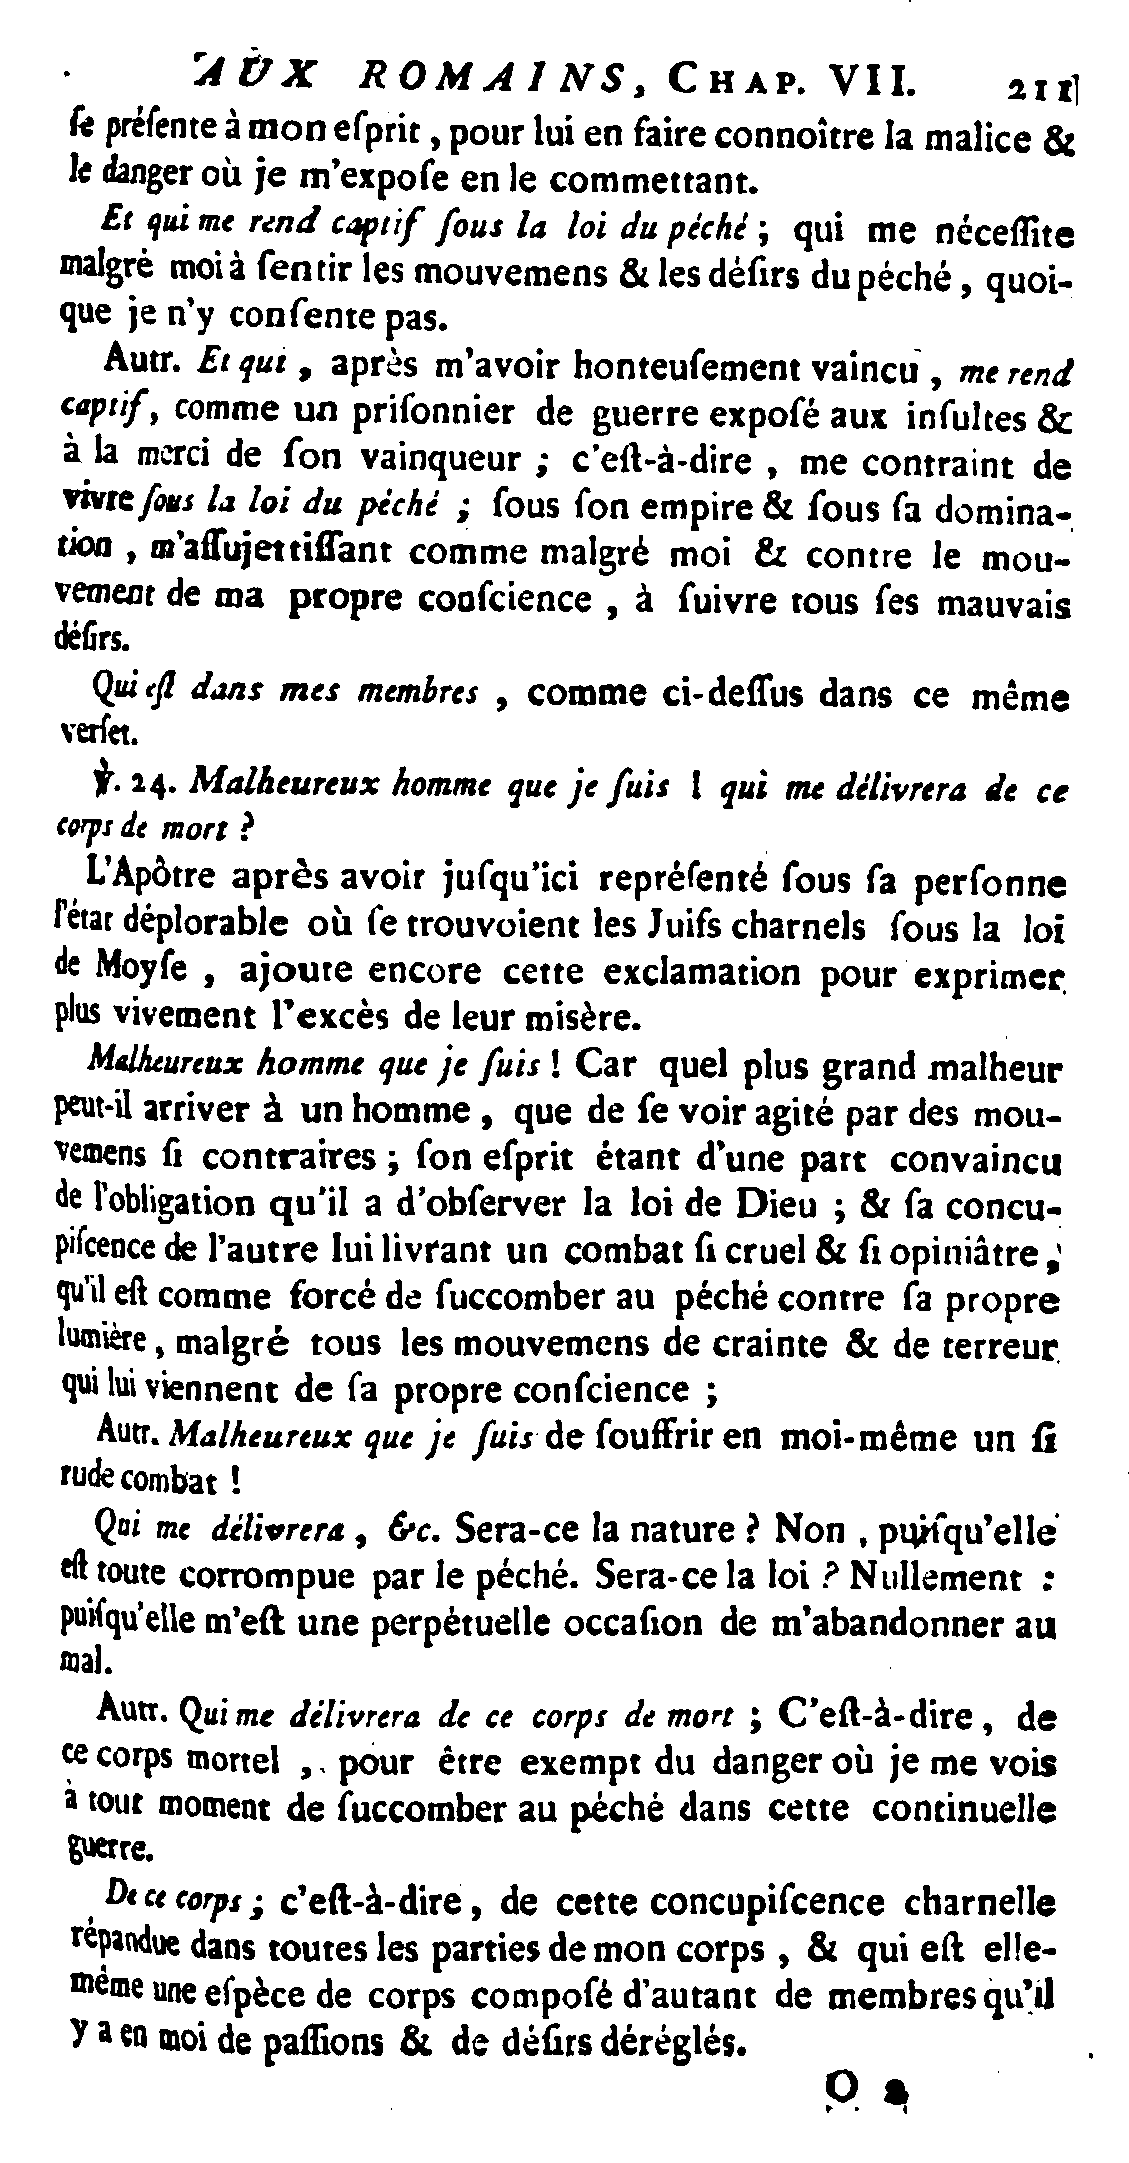 AUX ROMAINS, CHAP. VII. 211
ſe préſente à mon eſprit, pour lui en faire connoître la malice &
le danger où je m'expoſe en le commettant.
Et qui me rend captif ſous la loi du péché; qui me néceſſite
malgré moi à ſentir les mouvemens & les déſirs du péché, quoi-
que je n'y conſente pas.
Autr. Et qui, après m'avoir honteuſement vaincu, me rend
captif, comme un priſonnier de guerre expoſé aux inſultes &
à la merci de ſon vainqueur; c'eſt-à-dire, me contraint de
vivre ſous la loi du péché; ſous ſon empire & ſous ſa domina-
tion, m'aſſujettiſſant comme malgré moi & contre le mou-
vement de ma propre conſcience, à ſuivre tous ſes mauvais
déſirs.
Qui eſt dans mes membres, comme ci-deſſus dans ce même
verſet.
℣. 24. Malheureux homme que je ſuis! qui me délivrera de ce
corps de mort?
L'Apôtre après avoir juſqu'ici repréſenté ſous ſa perſonne
l'état déplorable où ſe trouvoient les Juifs charnels ſous la loi
de Moyſe, ajoute encore cette exclamation pour exprimer
plus vivement l'excès de leur misère.
Malheureux homme que je ſuis! Car quel plus grand malheur
peut-il arriver à un homme, que de ſe voir agité par des mou-
vemens ſi contraires; ſon eſprit étant d'une part convaincu
de l'obligation qu'il a d'obſerver la loi de Dieu; & ſa concu-
piſcence de l'autre lui livrant un combat ſi cruel & ſi opiniâtre,
qu'il eſt comme forcé de ſuccomber au péché contre ſa propre
lumière, malgré tous les mouvemens de crainte & de terreur
qui lui viennent de ſa propre conſcience;
Autr. Malheureux que je ſuis de ſouffrir en moi-même un ſi
rude combat!
Qui me délivrera, &c. Sera-ce la nature? Non, puiſqu'elle
eſt toute corrompue par le péché. Sera-ce la loi? Nullement:
puiſqu'elle m'eſt une perpétuelle occaſion de m'abandonner au
mal.
Autr. Qui me délivrera de ce corps de mort; C'eſt-à-dire, de
ce corps mortel, pour être exempt du danger où je me vois
à tout moment de ſuccomber au péché dans cette continuelle
guerre.
De ce corps; c'eſt-à-dire, de cette concupiſcence charnelle
répandue dans toutes les parties de mon corps, & qui eſt elle-
même une eſpèce de corps compoſé d'autant de membres qu'il
y a en moi de paſſions & de déſirs déréglés.
O 2